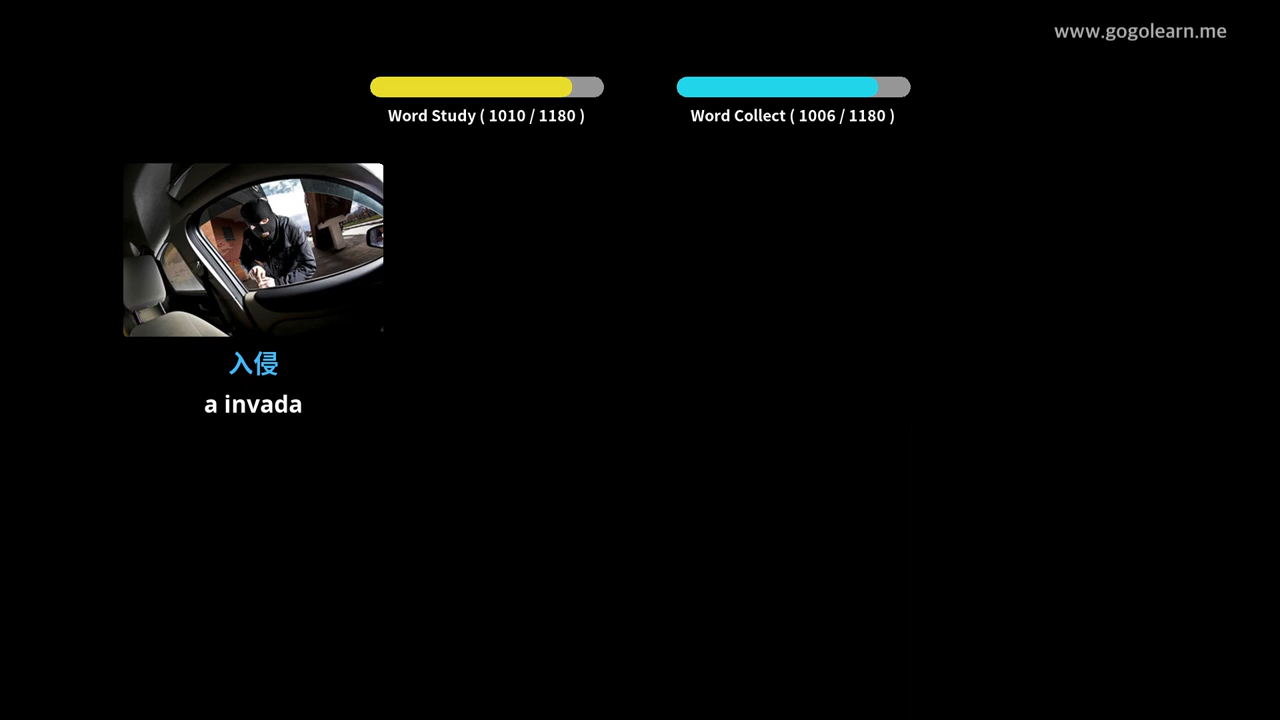 www.gogolearn.me
Word Study ( 1010 / 1180 )
Word Collect ( 1006 / 1180 )
入侵
a invada